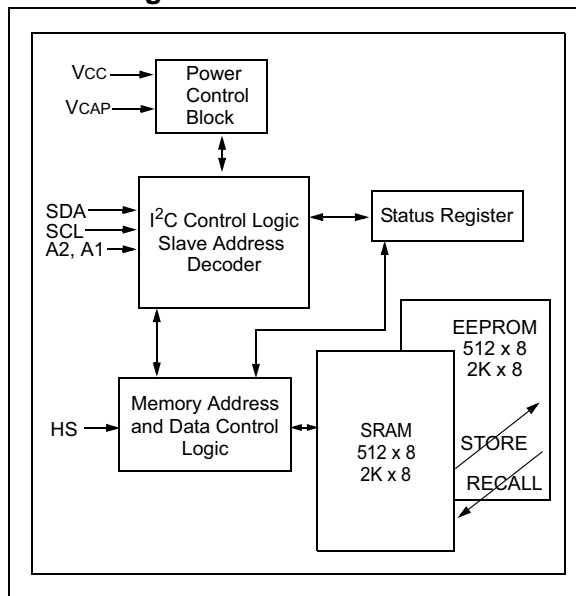 VCC
VCAP
Power
Control
Block
SDA
SCL
A2, A1
I²C Control Logic
Slave Address
Decoder
Status Register
EEPROM
512 x 8
2K x 8
HS
Memory Address
and Data Control
Logic
SRAM
512 x 8
2K x 8
STORE
RECALL